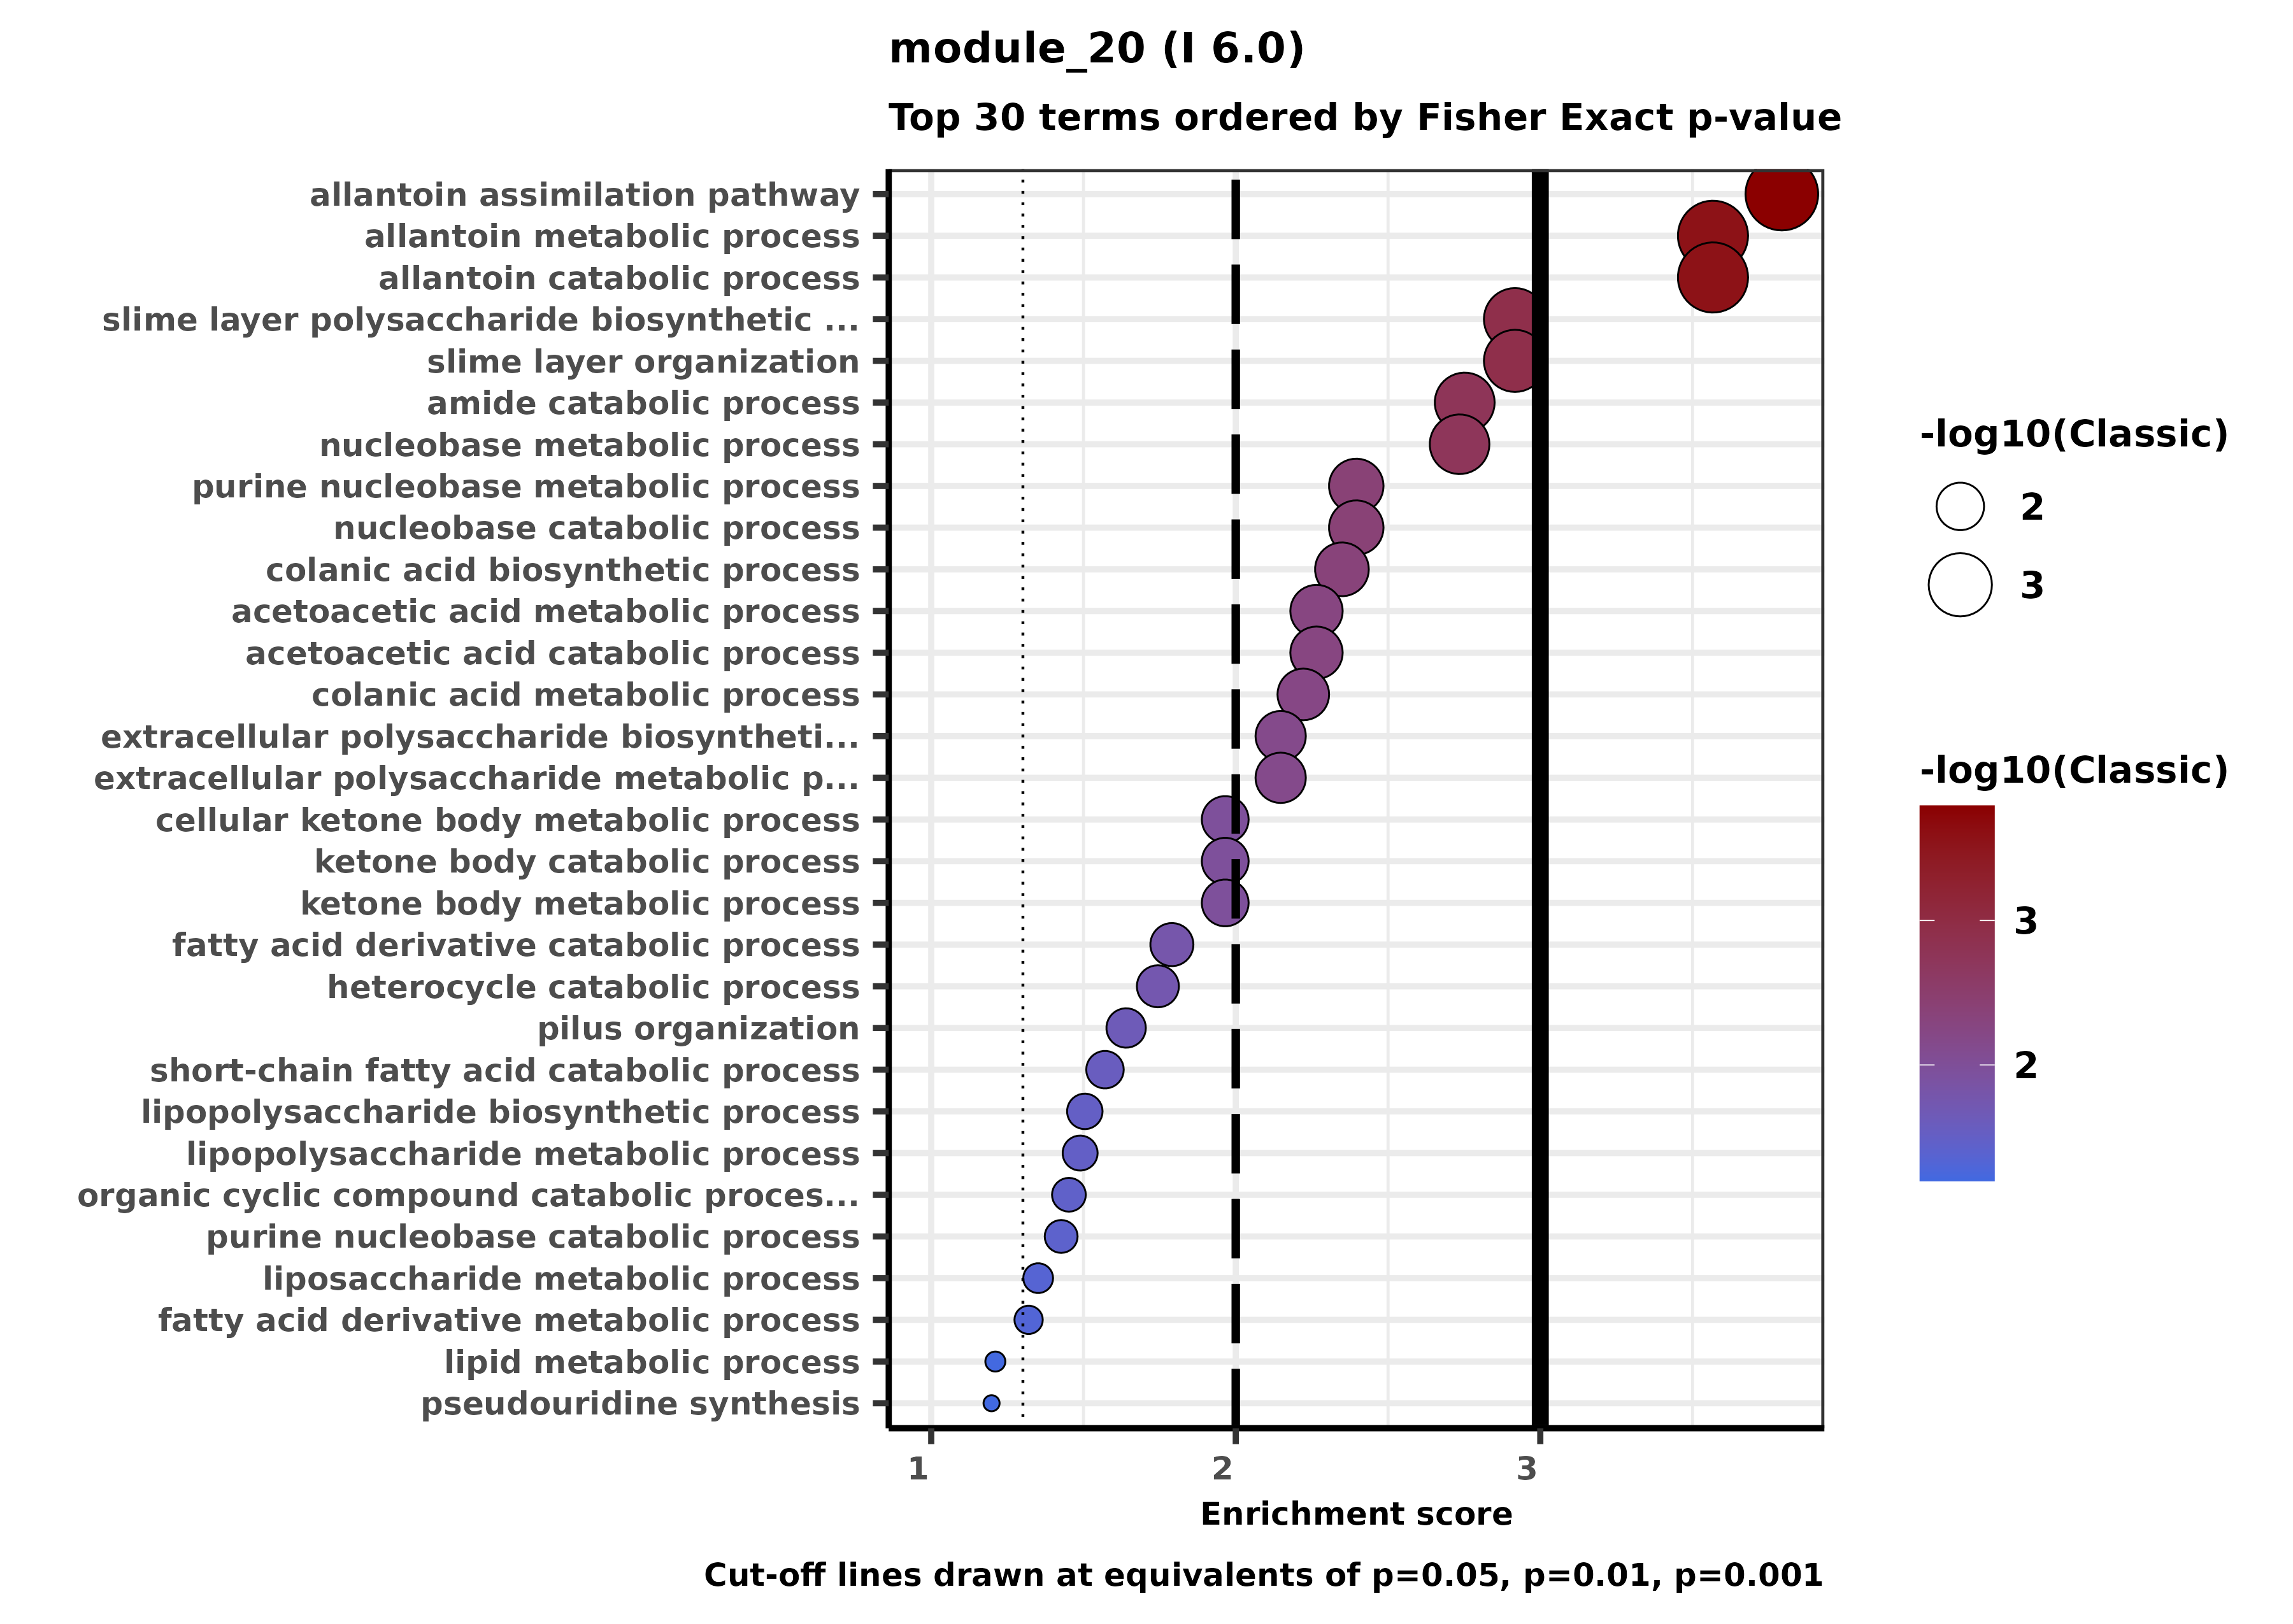 module_20 (I 6.0)
Top 30 terms ordered by Fisher Exact p-value
allantoin assimilation pathway
allantoin metabolic process
allantoin catabolic process
slime layer polysaccharide biosynthetic ...
slime layer organization
amide catabolic process
nucleobase metabolic process
purine nucleobase metabolic process
nucleobase catabolic process
colanic acid biosynthetic process
acetoacetic acid metabolic process
acetoacetic acid catabolic process
colanic acid metabolic process
extracellular polysaccharide biosyntheti...
extracellular polysaccharide metabolic p...
cellular ketone body metabolic process
ketone body catabolic process
ketone body metabolic process
fatty acid derivative catabolic process
heterocycle catabolic process
pilus organization
short-chain fatty acid catabolic process
lipopolysaccharide biosynthetic process
lipopolysaccharide metabolic process
organic cyclic compound catabolic proces...
purine nucleobase catabolic process
liposaccharide metabolic process
fatty acid derivative metabolic process
lipid metabolic process
pseudouridine synthesis
1 2 3
Enrichment score
Cut-off lines drawn at equivalents of p=0.05, p=0.01, p=0.001
-log10(Classic)
2
3
-log10(Classic)
3
2